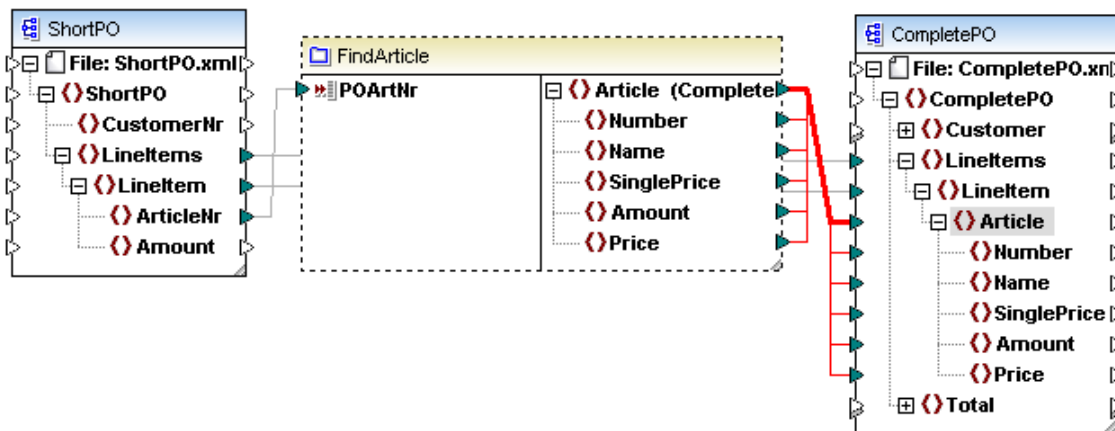 ShortPO
File: ShortPO.xml
ShortPO
CustomerNr
LineItems
LineItem
ArticleNr
Amount
FindArticle
POArtNr
Article (Complete
Number
Name
SinglePrice
Amount
Price
CompletePO
File: CompletePO.xn
CompletePO
Customer
LineItems
LineItem
Article
Number
Name
SinglePrice
Amount
Price
Total